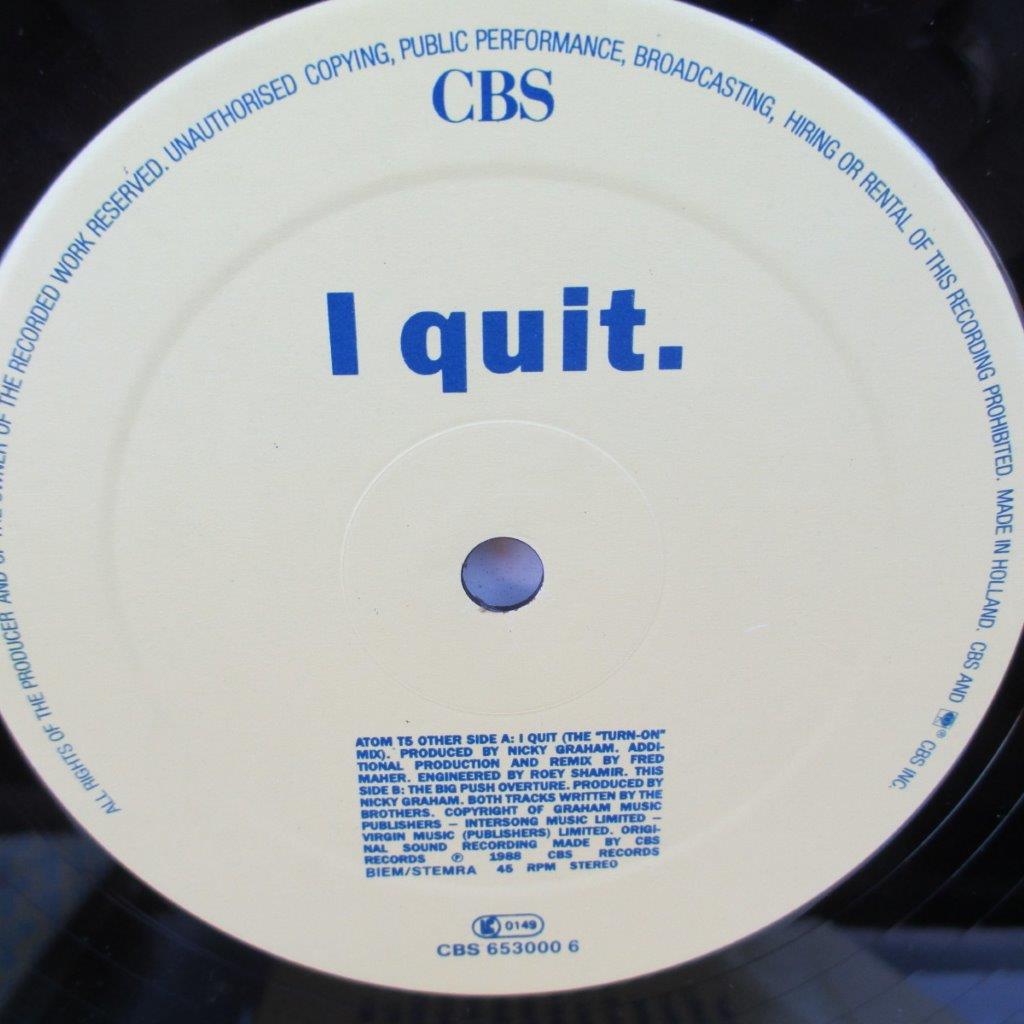 ALL RIGHTS OF THE PRODUCER AND OF THE OWNER OF THE RECORDED WORK RESERVED. UNAUTHORISED COPYING, PUBLIC PERFORMANCE, BROADCASTING, HIRING OR RENTAL OF THIS RECORDING PROHIBITED. MADE IN HOLLAND. CBS AND ® CBS INC.
CBS
I quit.
ATOM T5 OTHER SIDE A: I QUIT (THE "TURN-ON"
MIX). PRODUCED BY NICKY GRAHAM. ADDI-
TIONAL PRODUCTION AND REMIX BY FRED
MAHER. ENGINEERED BY ROEY SHAMIR. THIS
SIDE B: THE BIG PUSH OVERTURE. PRODUCED BY
NICKY GRAHAM. BOTH TRACKS WRITTEN BY THE
BROTHERS. COPYRIGHT OF GRAHAM MUSIC
PUBLISHERS – INTERSONG MUSIC LIMITED –
VIRGIN MUSIC (PUBLISHERS) LIMITED. ORIGI-
NAL SOUND RECORDING MADE BY CBS
RECORDS ℗ 1988 CBS RECORDS
BIEM/STEMRA 45 RPM STEREO
LC 0149
CBS 653000 6